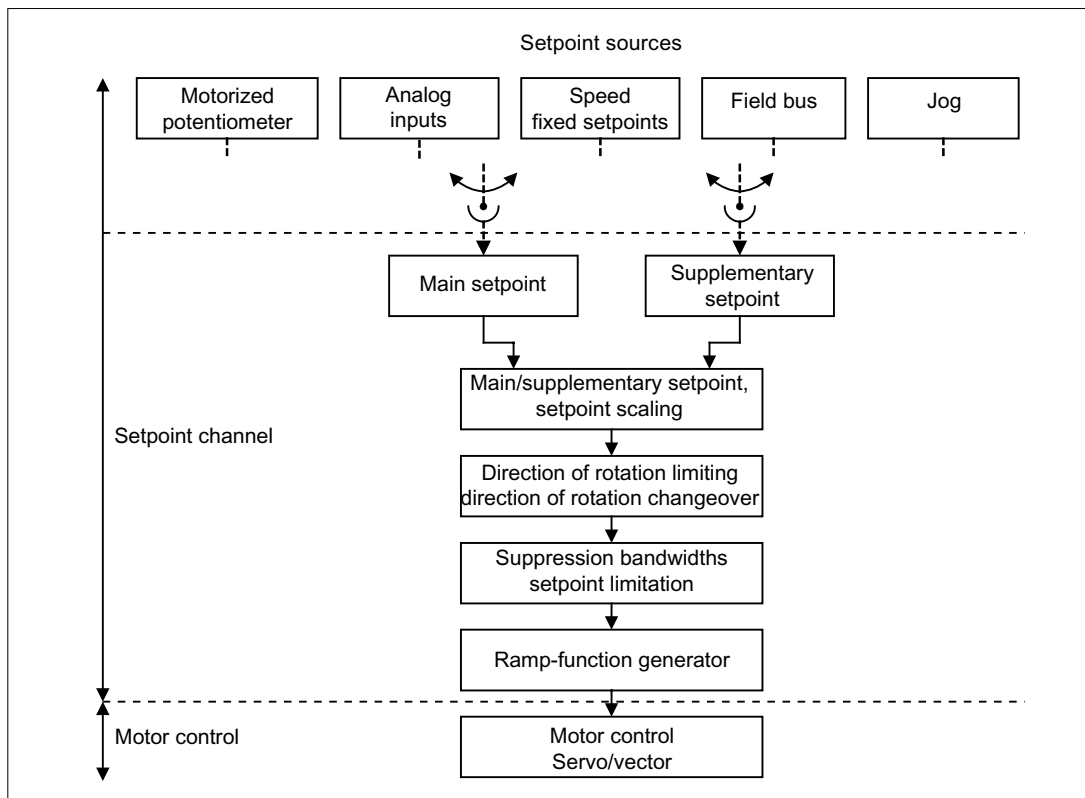 Setpoint sources
Motorized
potentiometer
Analog
inputs
Speed
fixed setpoints
Field bus
Jog
Main setpoint
Supplementary
setpoint
Main/supplementary setpoint,
setpoint scaling
Setpoint channel
Direction of rotation limiting
direction of rotation changeover
Suppression bandwidths
setpoint limitation
Ramp-function generator
Motor control
Motor control
Servo/vector